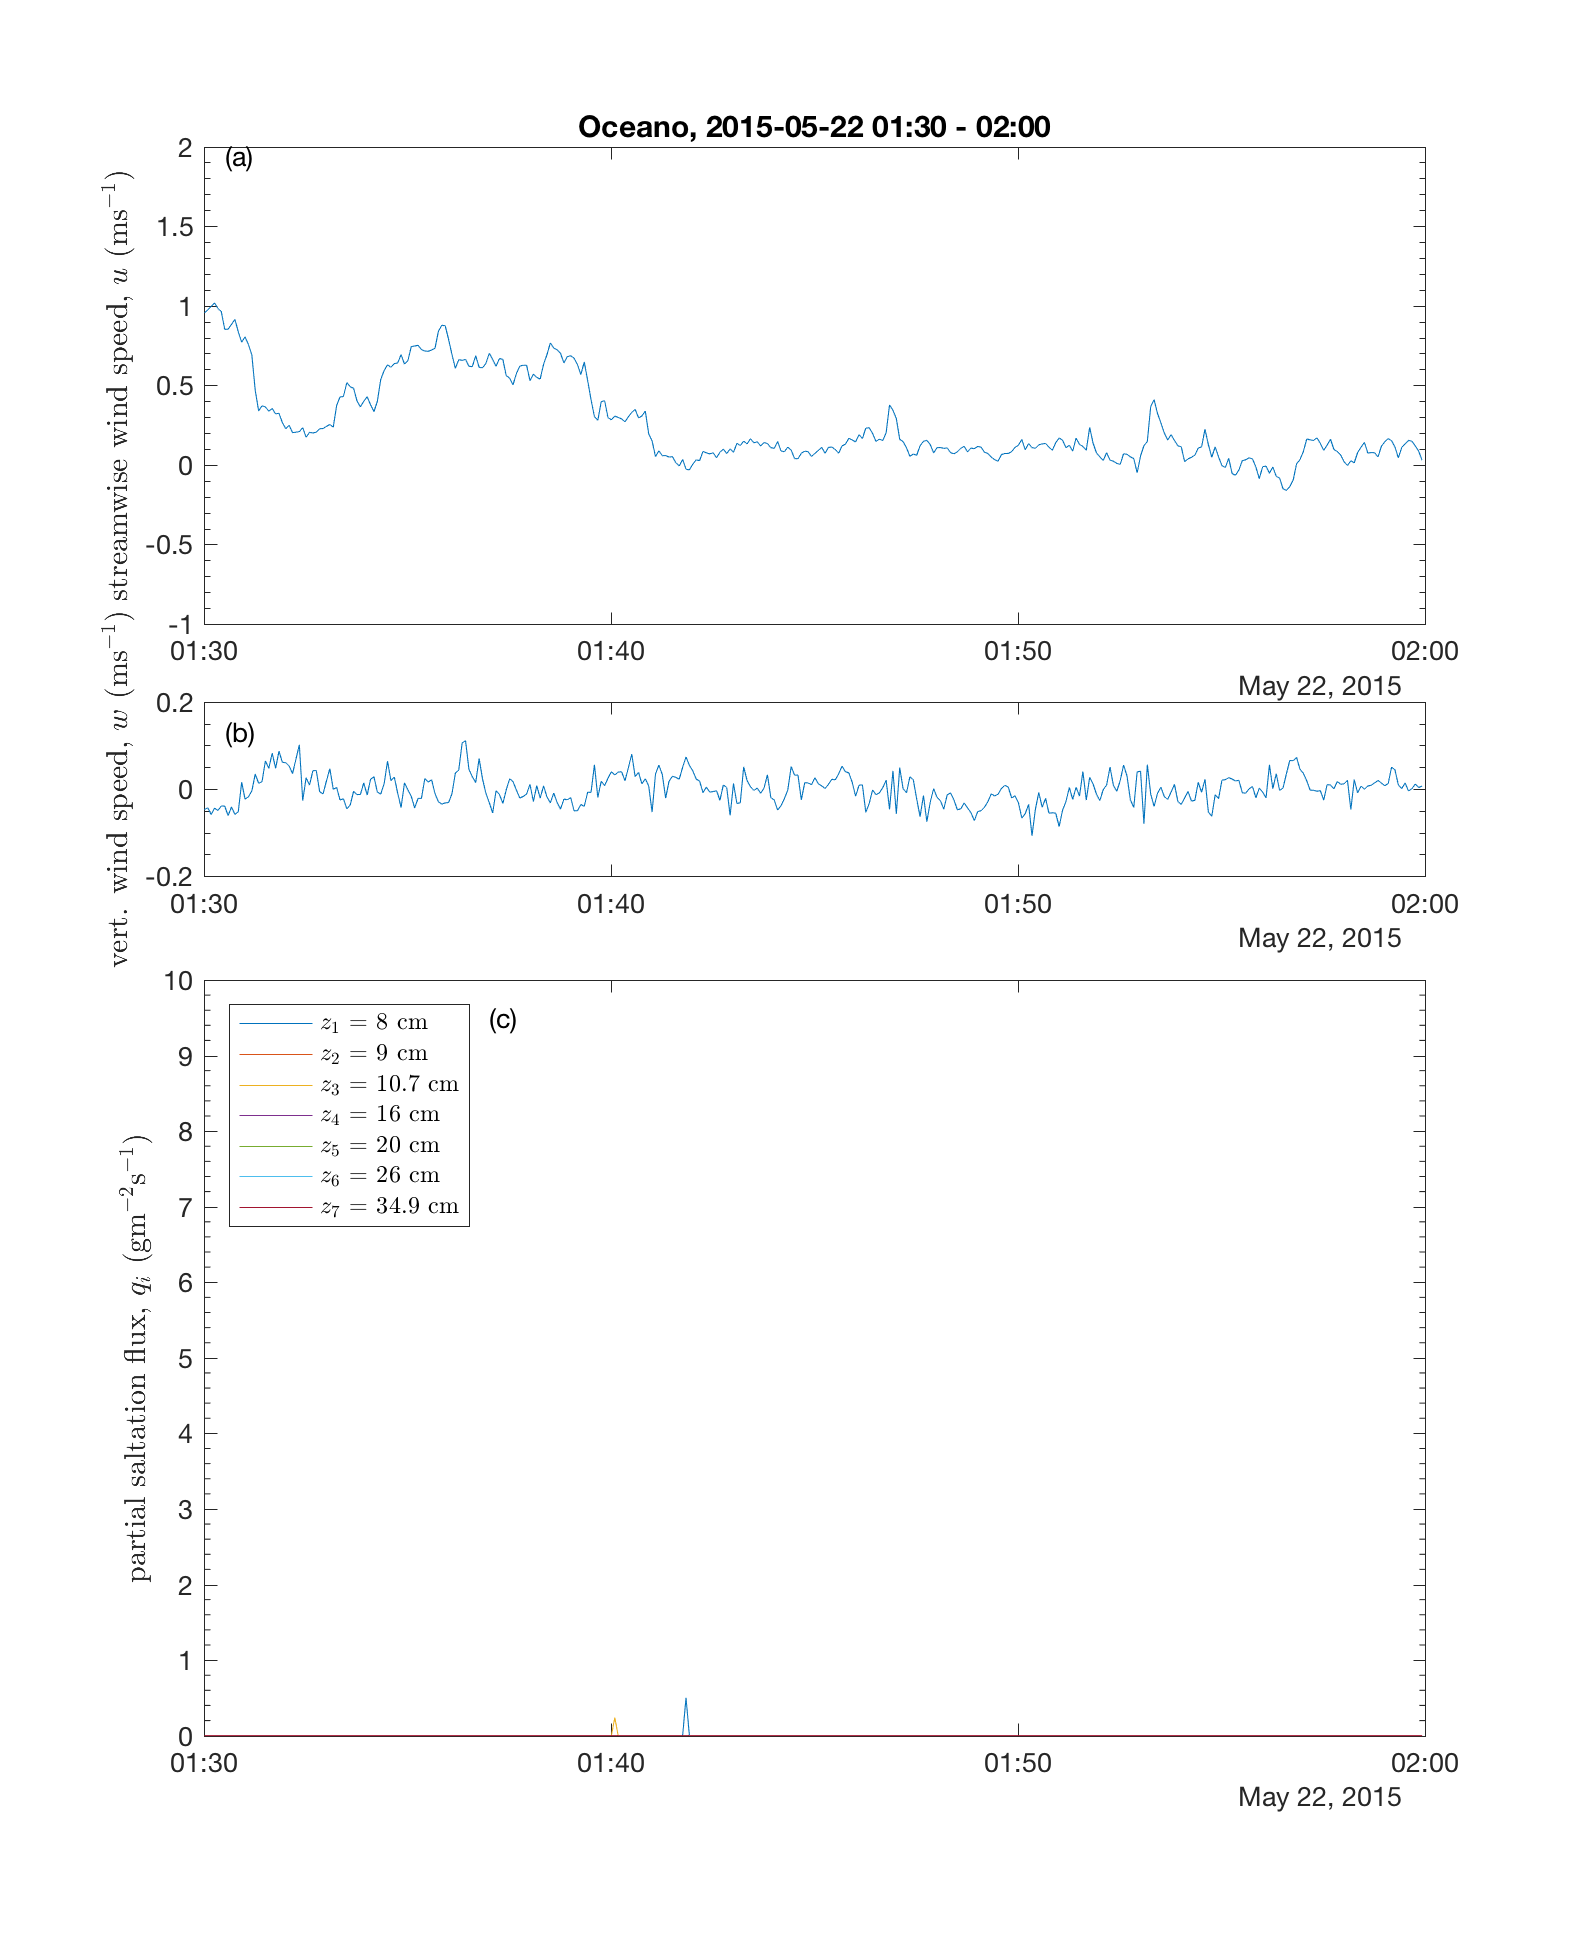 Oceano, 2015-05-22 01:30 - 02:00
(a)
streamwise wind speed, u (ms⁻¹)
2
1.5
1
0.5
0
-0.5
-1
01:30 01:40 01:50 02:00
May 22, 2015
(b)
vert. wind speed, w (ms⁻¹)
0.2
0
-0.2
01:30 01:40 01:50 02:00
May 22, 2015
(c)
partial saltation flux, qᵢ (gm⁻²s⁻¹)
10
9
8
7
6
5
4
3
2
1
0
z₁ = 8 cm
z₂ = 9 cm
z₃ = 10.7 cm
z₄ = 16 cm
z₅ = 20 cm
z₆ = 26 cm
z₇ = 34.9 cm
01:30 01:40 01:50 02:00
May 22, 2015